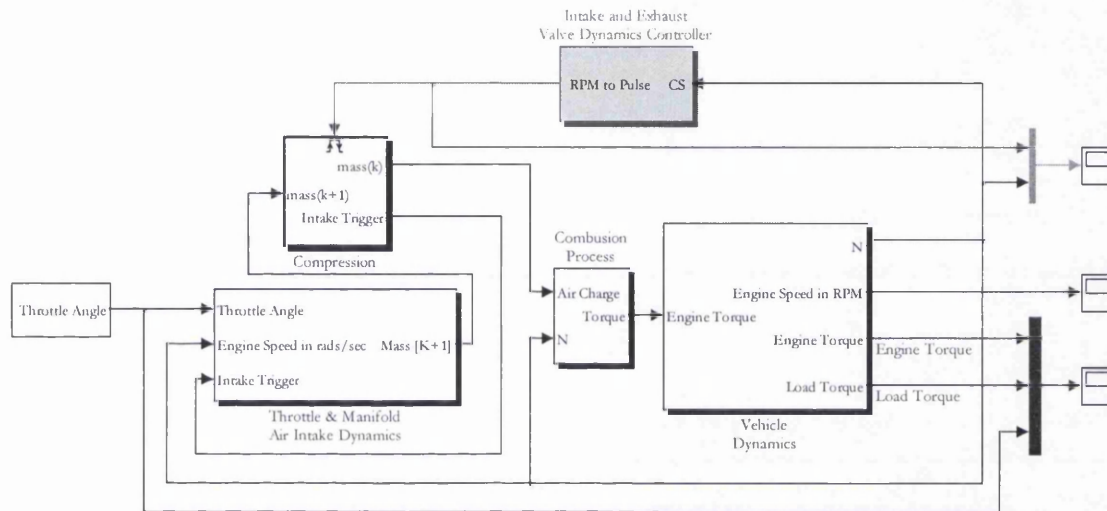 Intake and Exhaust
Valve Dynamics Controller
RPM to Pulse CS
mass(k)
mass(k+1)
Intake Trigger
Compression
Combusion
Process
Air Charge
Torque
N
N
Engine Speed in RPM
Engine Torque
Engine Torque
Load Torque
Engine Torque
Load Torque
Vehicle
Dynamics
Throttle Angle
Throttle Angle
Engine Speed in rads/sec Mass [K+1]
Intake Trigger
Throttle & Manifold
Air Intake Dynamics